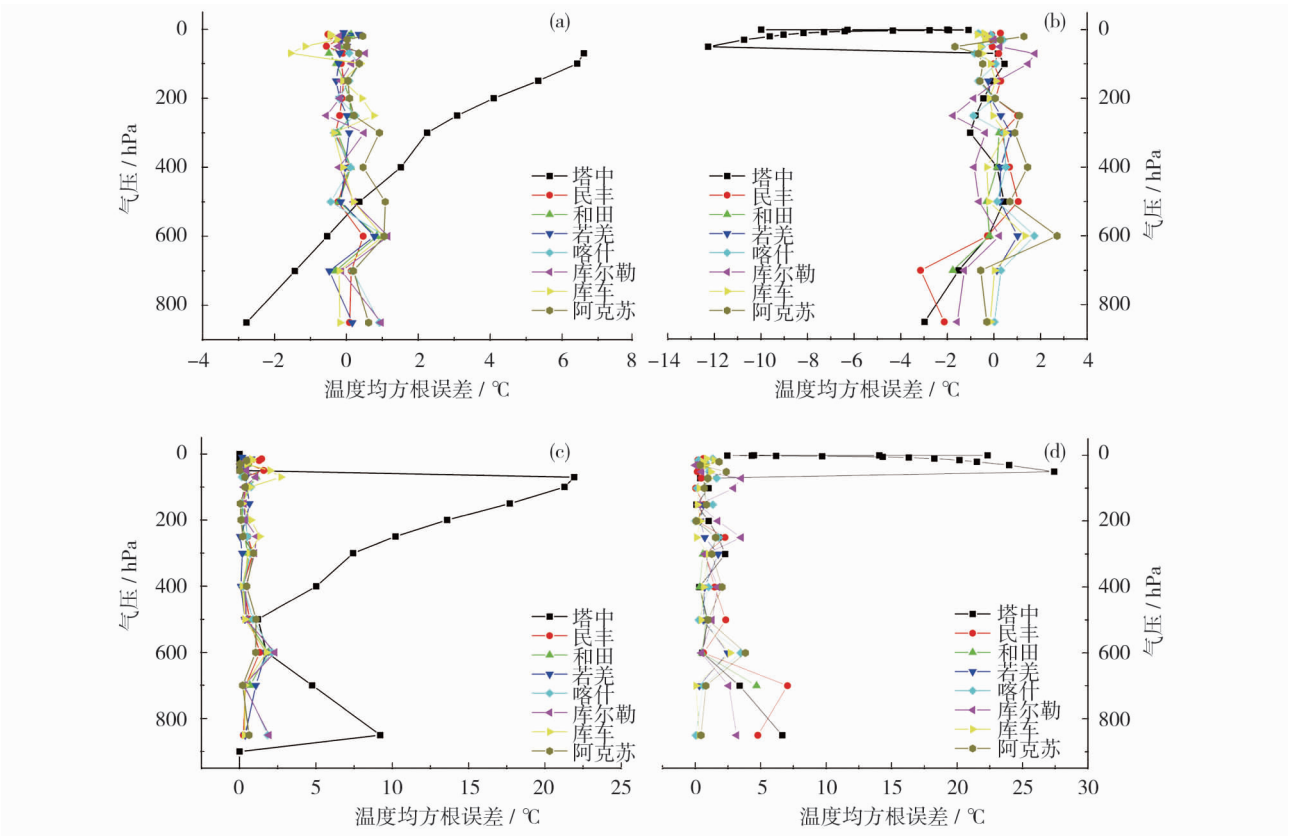 (a)
0
200
400
600
800
气压 / hPa
塔中
民丰
和田
若羌
喀什
库尔勒
库车
阿克苏
−4 −2 0 2 4 6 8
温度均方根误差 / ℃
(b)
0
200
400
600
800
气压 / hPa
塔中
民丰
和田
若羌
喀什
库尔勒
库车
阿克苏
−14 −12 −10 −8 −6 −4 −2 0 2 4
温度均方根误差 / ℃
(c)
0
200
400
600
800
气压 / hPa
塔中
民丰
和田
若羌
喀什
库尔勒
库车
阿克苏
0 5 10 15 20 25
温度均方根误差 / ℃
(d)
0
200
400
600
800
气压 / hPa
塔中
民丰
和田
若羌
喀什
库尔勒
库车
阿克苏
0 5 10 15 20 25 30
温度均方根误差 / ℃